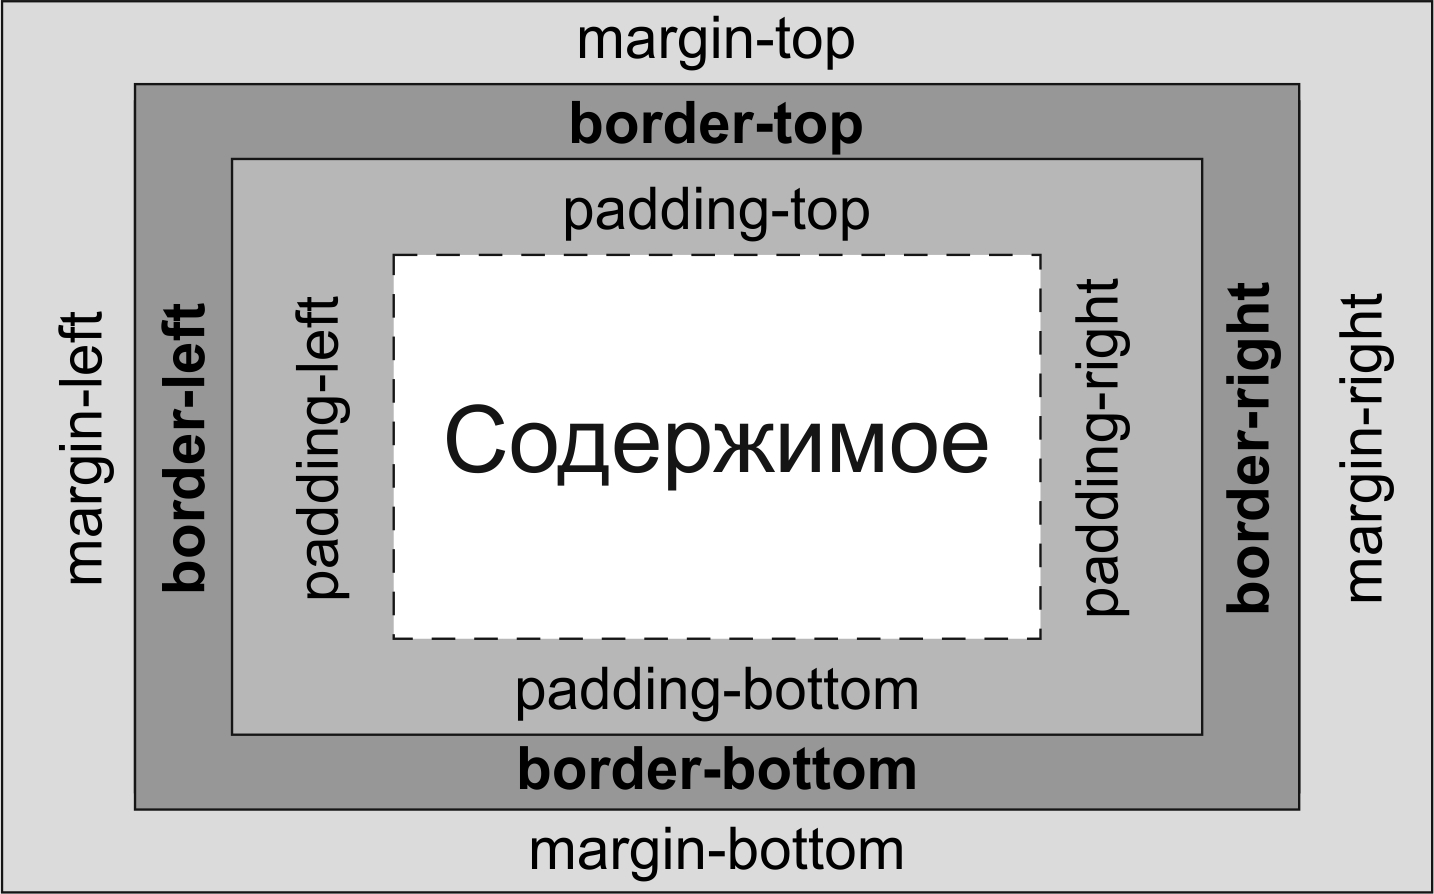 margin-top
border-top
padding-top
margin-left
border-left
padding-left
Содержимое
padding-right
border-right
margin-right
padding-bottom
border-bottom
margin-bottom